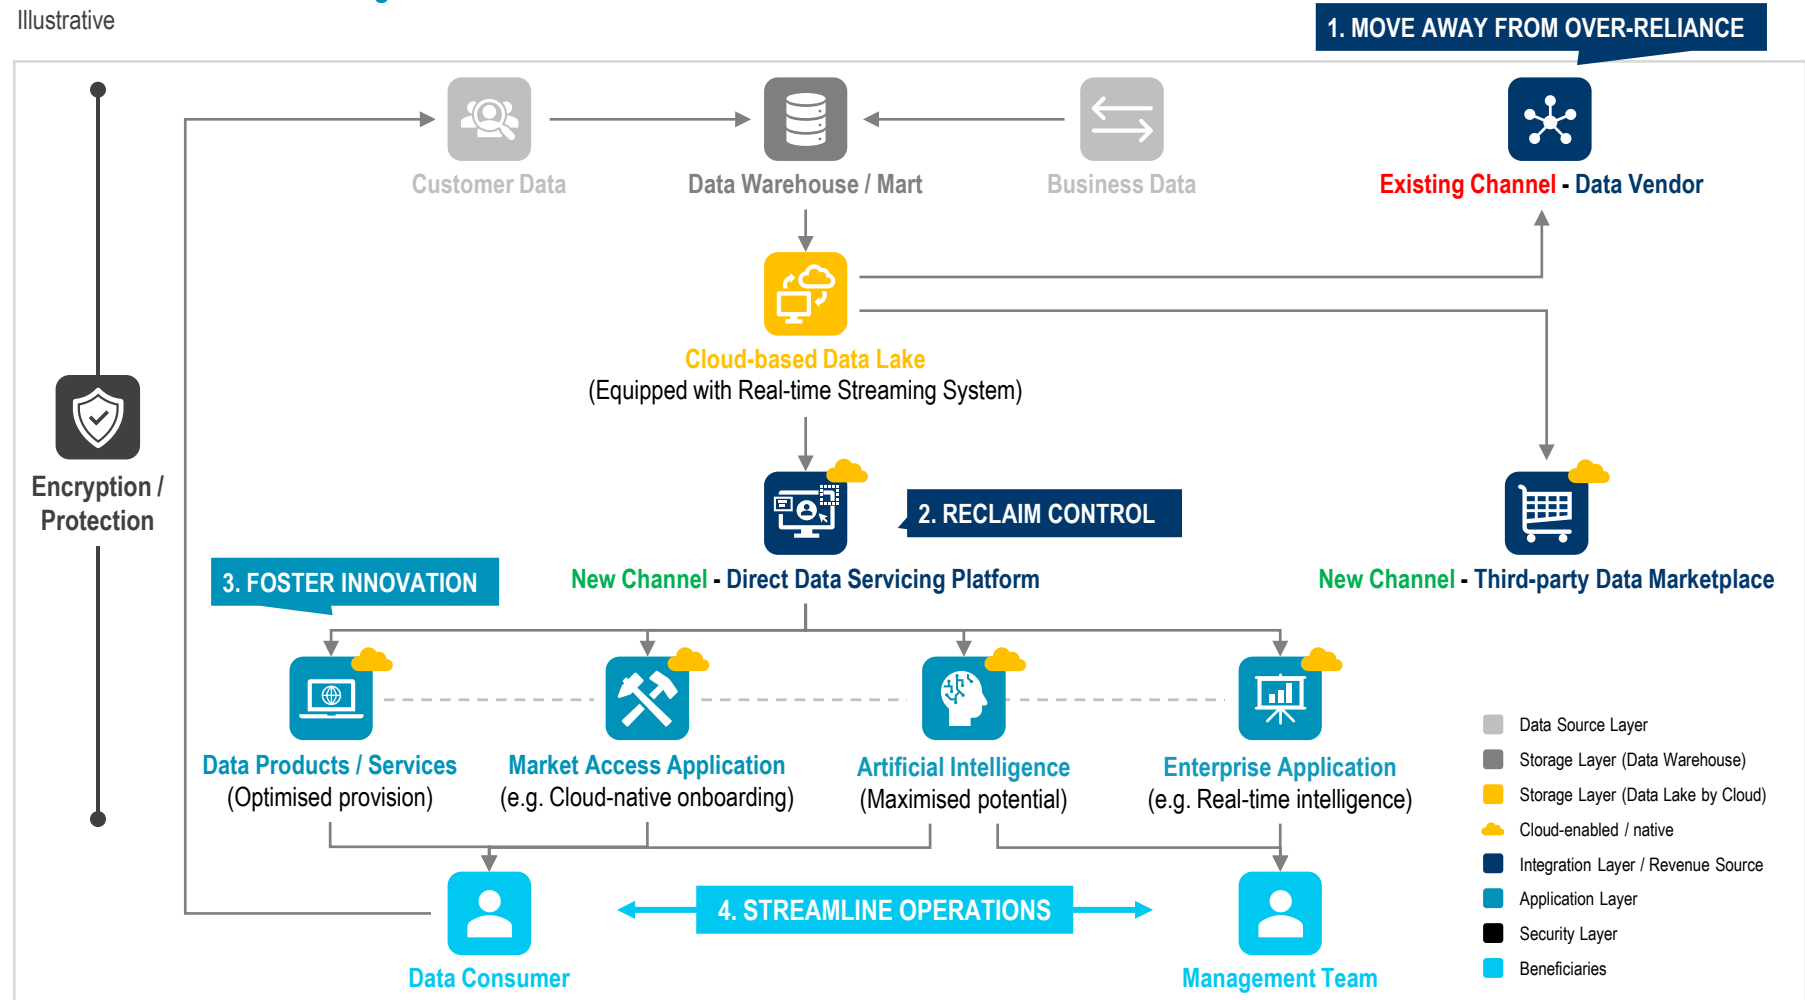 Illustrative
1. MOVE AWAY FROM OVER-RELIANCE
Customer Data
Data Warehouse / Mart
Business Data
Existing Channel - Data Vendor
Cloud-based Data Lake
(Equipped with Real-time Streaming System)
Encryption /
Protection
2. RECLAIM CONTROL
3. FOSTER INNOVATION
New Channel - Direct Data Servicing Platform
New Channel - Third-party Data Marketplace
Data Products / Services
(Optimised provision)
Market Access Application
(e.g. Cloud-native onboarding)
Artificial Intelligence
(Maximised potential)
Enterprise Application
(e.g. Real-time intelligence)
4. STREAMLINE OPERATIONS
Data Consumer
Management Team
Data Source Layer
Storage Layer (Data Warehouse)
Storage Layer (Data Lake by Cloud)
Cloud-enabled / native
Integration Layer / Revenue Source
Application Layer
Security Layer
Beneficiaries